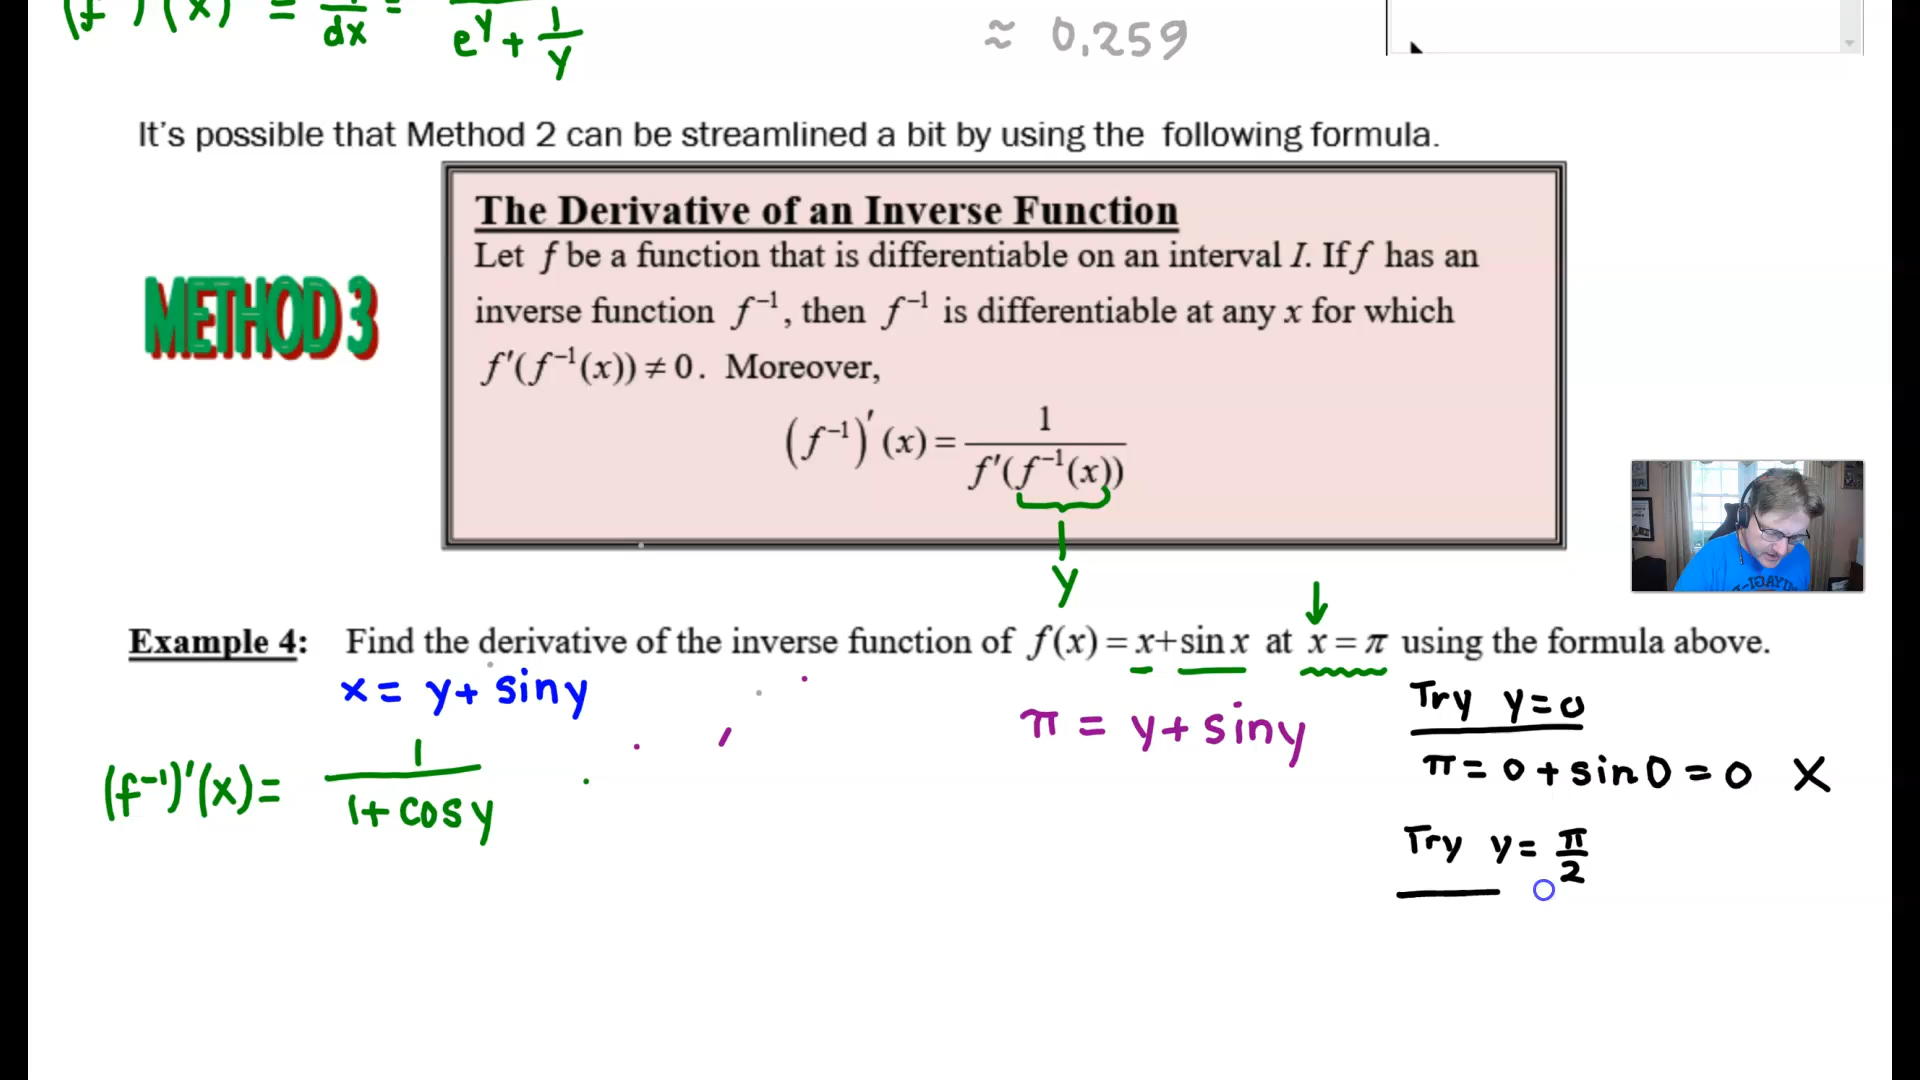 (f⁻¹)'(x) = dy/dx = 1/(e^y + 1/y)
≈ 0.259
It's possible that Method 2 can be streamlined a bit by using the following formula.
The Derivative of an Inverse Function
Let f be a function that is differentiable on an interval I. If f has an
METHOD 3
inverse function f⁻¹, then f⁻¹ is differentiable at any x for which
f'(f⁻¹(x)) ≠ 0. Moreover,
(f⁻¹)'(x) = 1/f'(f⁻¹(x))
y
Example 4: Find the derivative of the inverse function of f(x) = x+sin x at x = π using the formula above.
x = y + sin y
π = y + sin y
(f⁻¹)'(x) = 1/(1 + cos y)
Try y = 0
π = 0 + sin 0 = 0 X
Try y = π/2